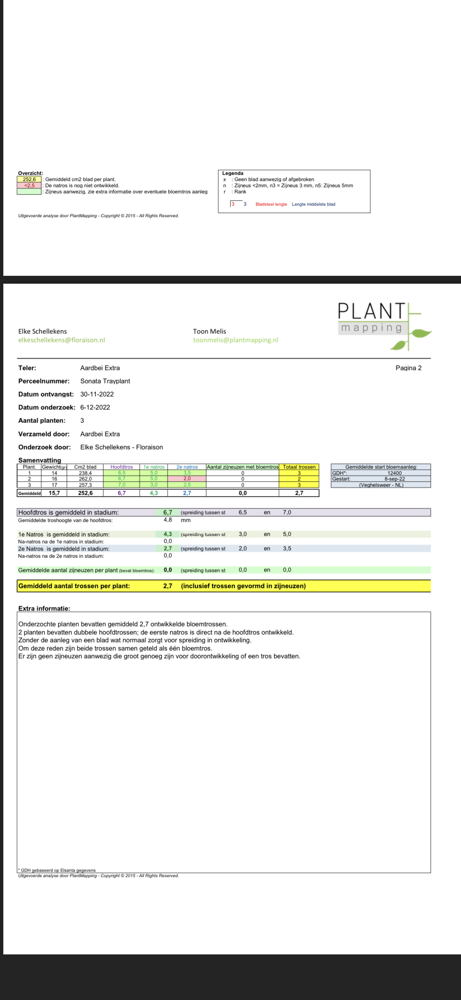 Overzicht:
252,6 : Gemiddeld cm2 blad per plant.
<2,5 : De natros is nog niet ontwikkeld.
: Zijneus aanwezig, zie extra informatie over eventuele bloemtros aanleg
Uitgevoerde analyse door PlantMapping - Copyright © 2015 - All Rights Reserved.
Legenda
x : Geen blad aanwezig of afgebroken
n : Zijneus <2mm, n3 = Zijneus 3 mm, n5: Zijneus 5mm
r : Rank
3 3 Bladsteel lengte Lengte middelste blad
PLANT
mapping
Elke Schellekens
elkeschellekens@floraison.nl
Toon Melis
toonmelis@plantmapping.nl
Teler: Aardbei Extra Pagina 2
Perceelnummer: Sonata Trayplant
Datum ontvangst: 30-11-2022
Datum onderzoek: 6-12-2022
Aantal planten: 3
Verzameld door: Aardbei Extra
Onderzoek door: Elke Schellekens - Floraison
Samenvatting
Plant. Gewicht(gr) Cm2 blad Hoofdtros 1e natros 2e natros Aantal zijneuzen met bloemtros Totaal trossen
1 14 238,4 6,5 5,0 3,5 0 3
2 16 262,0 6,7 5,0 2,0 0 2
3 17 257,3 7,0 3,0 2,5 0 3
Gemiddeld 15,7 252,6 6,7 4,3 2,7 0,0 2,7
Gemiddelde start bloemaanleg:
GDH*: 12400
Gestart: 8-sep-22
(Veghelsweer - NL)
Hoofdtros is gemiddeld in stadium: 6,7 (spreiding tussen st 6,5 en 7,0
Gemiddelde troshoogte van de hoofdtros: 4,8 mm
1e Natros is gemiddeld in stadium: 4,3 (spreiding tussen st 3,0 en 5,0
Na-natros na de 1e natros in stadium: 0,0
2e Natros is gemiddeld in stadium: 2,7 (spreiding tussen st 2,0 en 3,5
Na-natros na de 2e natros in stadium: 0,0
Gemiddelde aantal zijneuzen per plant (bevat bloemtros): 0,0 (spreiding tussen st 0,0 en 0,0
Gemiddeld aantal trossen per plant: 2,7 (inclusief trossen gevormd in zijneuzen)
Extra informatie:
Onderzochte planten bevatten gemiddeld 2,7 ontwikkelde bloemtrossen.
2 planten bevatten dubbele hoofdtrossen; de eerste natros is direct na de hoofdtros ontwikkeld.
Zonder de aanleg van een blad wat normaal zorgt voor spreiding in ontwikkeling.
Om deze reden zijn beide trossen samen geteld als één bloemtros.
Er zijn geen zijneuzen aanwezig die groot genoeg zijn voor doorontwikkeling of een tros bevatten.
* GDH gebaseerd op Elsanta gegevens
Uitgevoerde analyse door PlantMapping - Copyright © 2015 - All Rights Reserved.